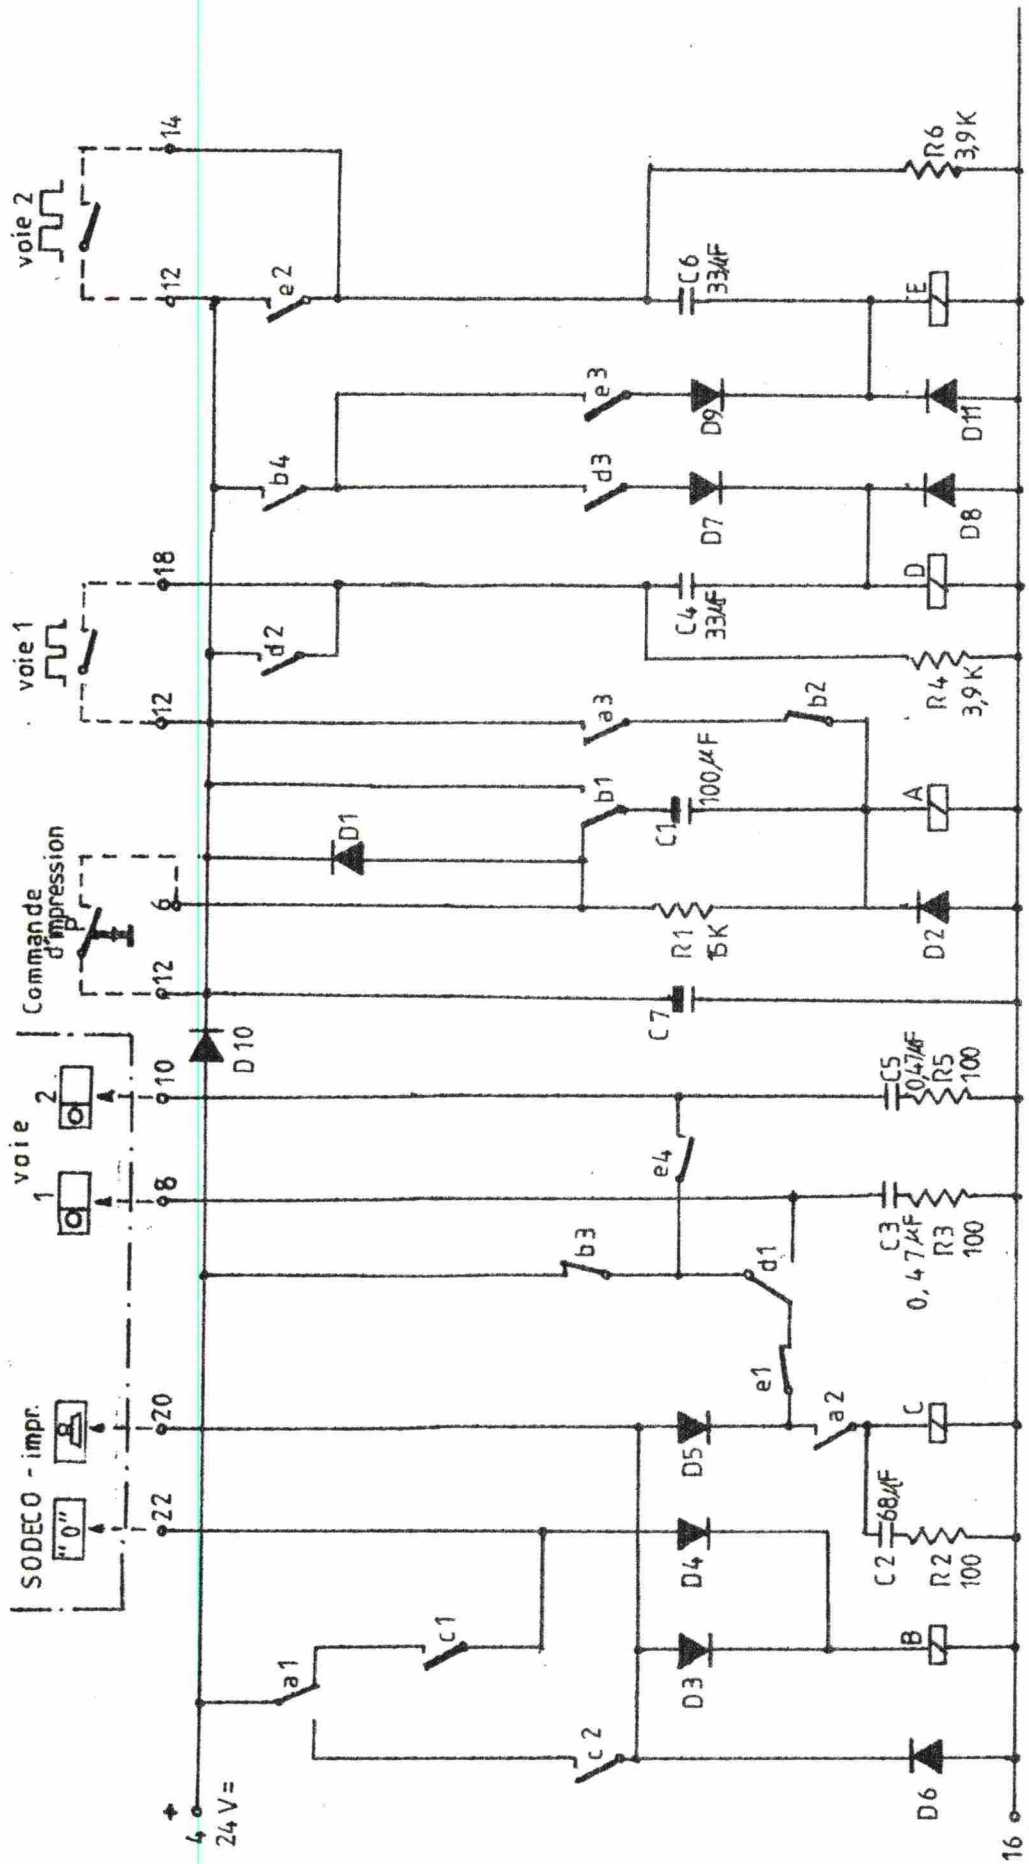 SODECO - impr.
"0"
voie
1
2
Commande
d'impression
P
voie 1
voie 2
+
4
24 V =
22
20
8
10
D10
12
6
12
18
12
14
a1
c1
c2
b3
e4
d1
e1
a2
D1
b1
a3
b2
d2
b4
d3
e3
e2
D3
D4
D5
C7
R1
15K
C1
100µF
C4
33µF
D7
D9
C6
33µF
D6
B
C2
68µF
R2
100
C
C3
0,47µF
R3
100
C5
0,47µF
R5
100
D2
A
R4
3,9K
D
D8
D11
E
R6
3,9K
16